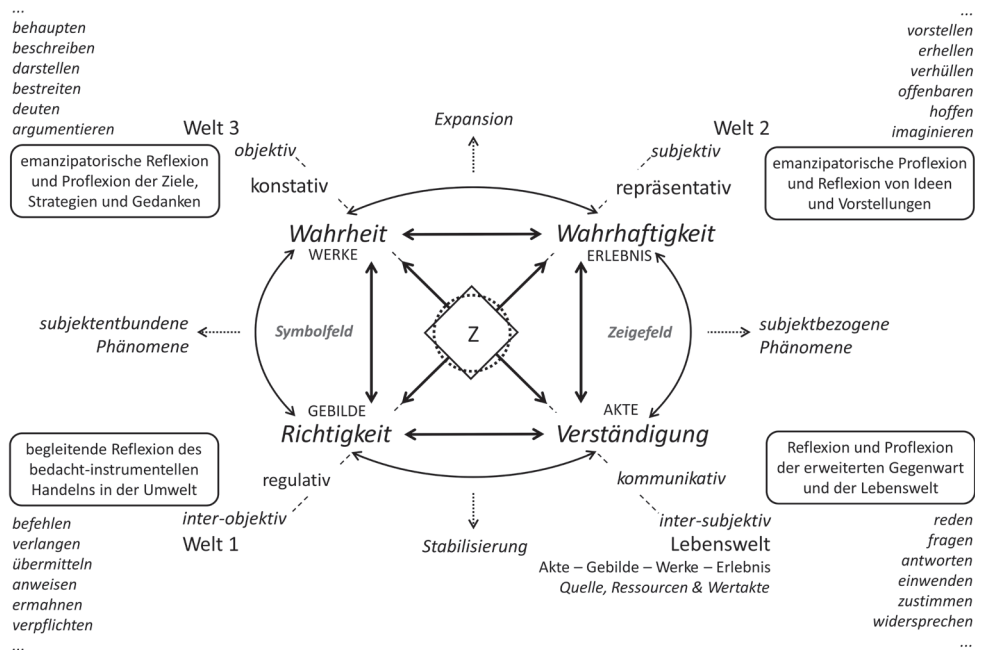 ...
behaupten
beschreiben
darstellen
bestreiten
deuten
argumentieren
...
vorstellen
erhellen
verhüllen
offenbaren
hoffen
imaginieren
Welt 3
objektiv
konstativ
Expansion
Welt 2
subjektiv
repräsentativ
emanzipatorische Reflexion
und Proflexion der Ziele,
Strategien und Gedanken
emanzipatorische Proflexion
und Reflexion von Ideen
und Vorstellungen
Wahrheit
WERKE
Wahrhaftigkeit
ERLEBNIS
subjektentbundene
Phänomene
Symbolfeld
Z
Zeigefeld
subjektbezogene
Phänomene
GEBILDE
Richtigkeit
AKTE
Verständigung
begleitende Reflexion des
bedacht-instrumentellen
Handelns in der Umwelt
Reflexion und Proflexion
der erweiterten Gegenwart
und der Lebenswelt
regulativ
inter-objektiv
Welt 1
Stabilisierung
kommunikativ
inter-subjektiv
Lebenswelt
Akte – Gebilde – Werke – Erlebnis
Quelle, Ressourcen & Wertakte
befehlen
verlangen
übermitteln
anweisen
ermahnen
verpflichten
...
reden
fragen
antworten
einwenden
zustimmen
widersprechen
...